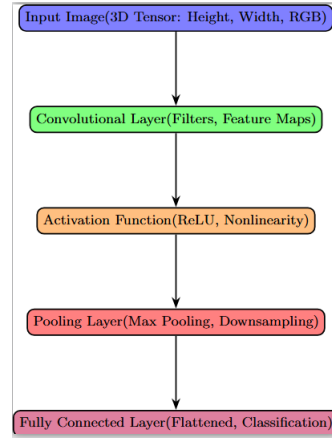 Input Image(3D Tensor: Height, Width, RGB)
Convolutional Layer(Filters, Feature Maps)
Activation Function(ReLU, Nonlinearity)
Pooling Layer(Max Pooling, Downsampling)
Fully Connected Layer(Flattened, Classification)